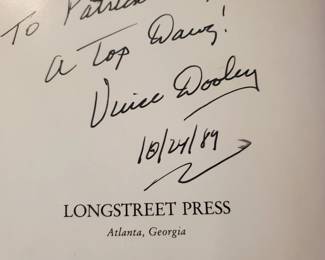 To Patrick
A Top Dawg!
Vince Dooley
10/24/89
LONGSTREET PRESS
Atlanta, Georgia